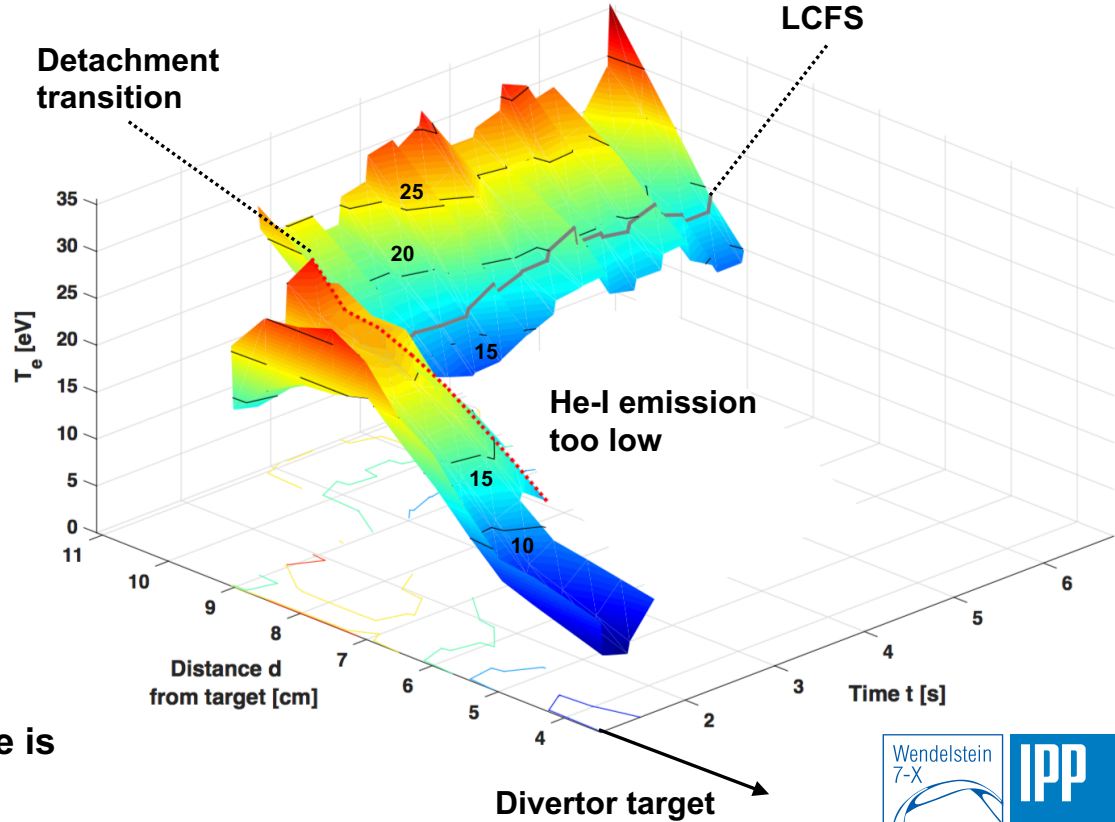 LCFS
Detachment
transition
35
30
25
20
15
10
5
0
T_e [eV]
25
20
15
15
10
He-I emission
too low
11
10
9
8
7
6
5
4
Distance d
from target [cm]
2
3
4
5
6
Time t [s]
e is
Divertor target
Wendelstein
7-X
IPP